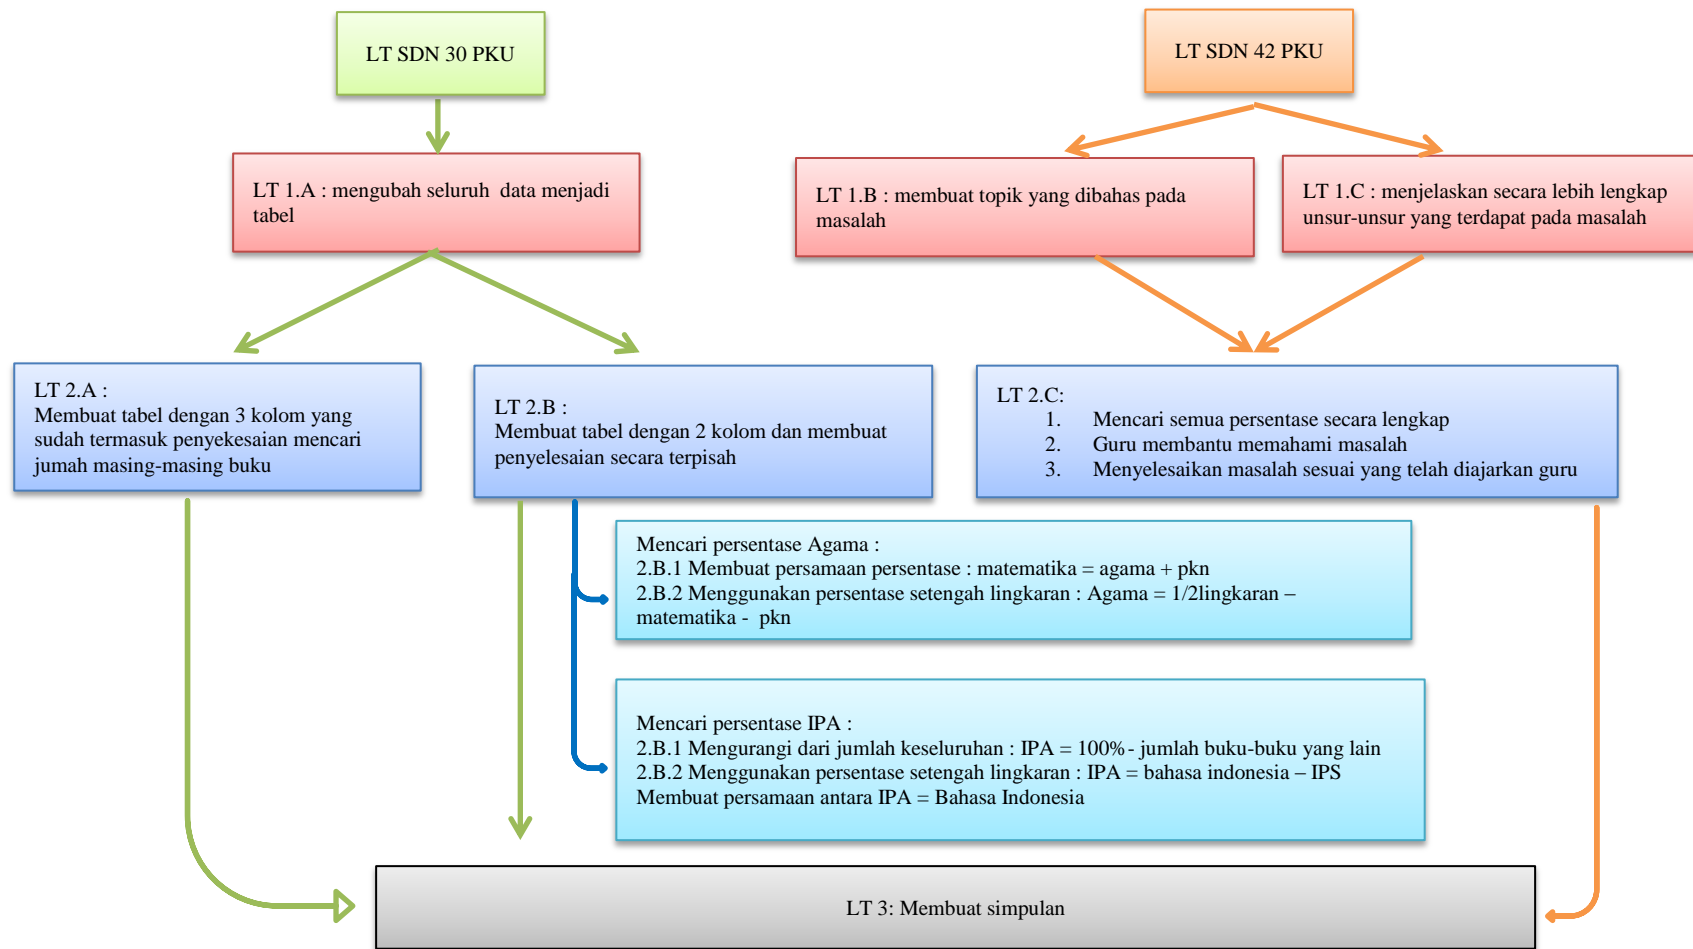 LT SDN 30 PKU
LT SDN 42 PKU
LT 1.A : mengubah seluruh data menjadi
tabel
LT 1.B : membuat topik yang dibahas pada
masalah
LT 1.C : menjelaskan secara lebih lengkap
unsur-unsur yang terdapat pada masalah
LT 2.A :
Membuat tabel dengan 3 kolom yang
sudah termasuk penyekesaian mencari
jumah masing-masing buku
LT 2.B :
Membuat tabel dengan 2 kolom dan membuat
penyelesaian secara terpisah
LT 2.C:
1. Mencari semua persentase secara lengkap
2. Guru membantu memahami masalah
3. Menyelesaikan masalah sesuai yang telah diajarkan guru
Mencari persentase Agama :
2.B.1 Membuat persamaan persentase : matematika = agama + pkn
2.B.2 Menggunakan persentase setengah lingkaran : Agama = 1/2lingkaran –
matematika - pkn
Mencari persentase IPA :
2.B.1 Mengurangi dari jumlah keseluruhan : IPA = 100% - jumlah buku-buku yang lain
2.B.2 Menggunakan persentase setengah lingkaran : IPA = bahasa indonesia – IPS
Membuat persamaan antara IPA = Bahasa Indonesia
LT 3: Membuat simpulan